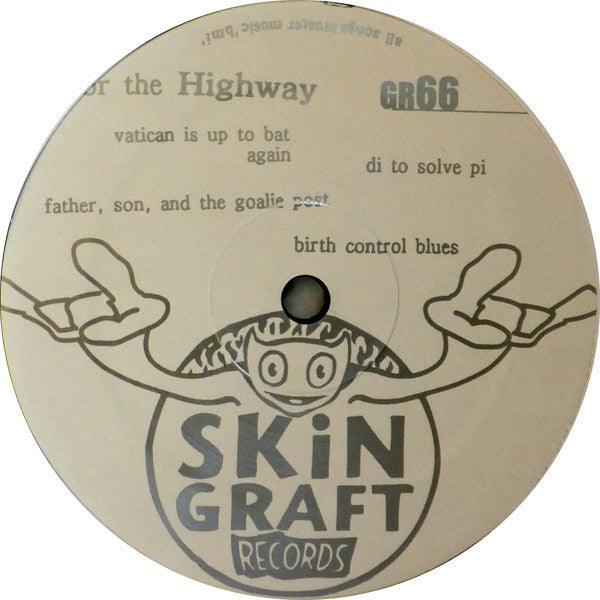 all songs muster music 'bmi'
or the Highway
GR66
vatican is up to bat
again
di to solve pi
father, son, and the goalie post
birth control blues
SKiN
GRAFT
RECORDS